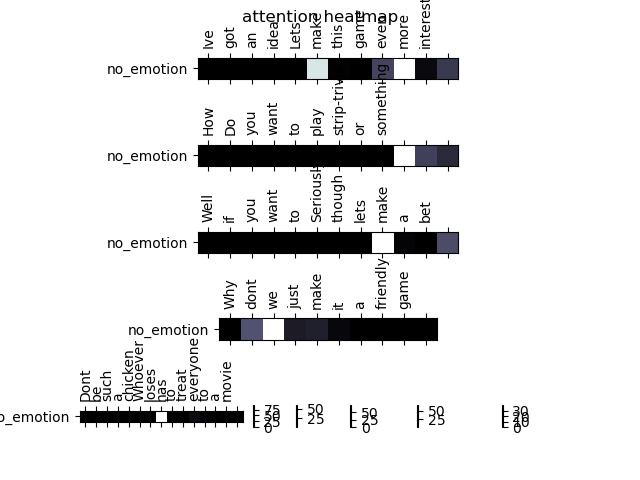 attention heatmap
Ive got an idea Lets make this game even more interest
no_emotion
How Do you want to play strip-triv or something
no_emotion
Well if you want to Seriously though lets make a bet
no_emotion
Why dont we just make it a friendly game
no_emotion
Dont be such a chicken Whoever loses has to treat everyone to a movie
no_emotion
75 50 25 0
50 25
50 25 0
50 25
30 20 10 0